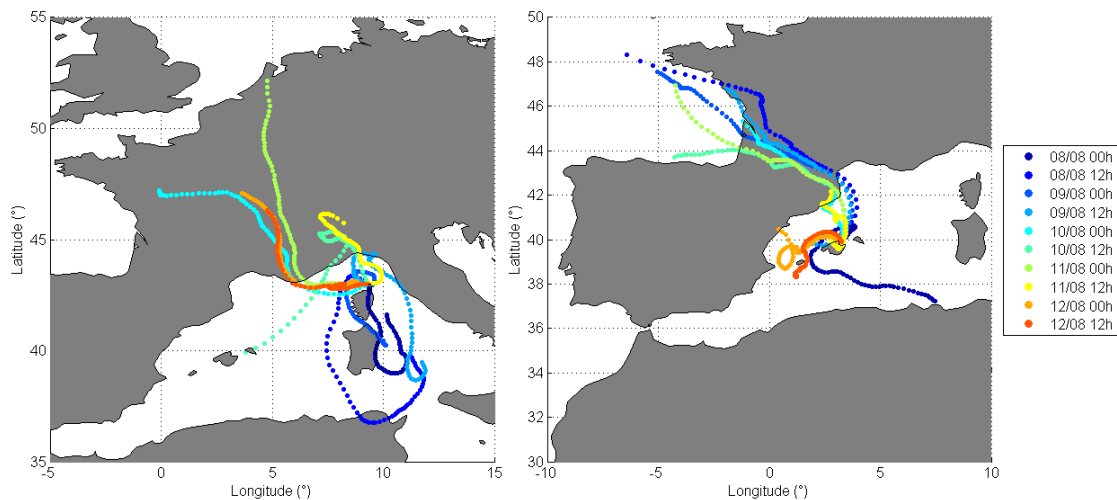 55
50
45
40
35
Latitude (°)
-5
0
5
10
15
Longitude (°)
50
48
46
44
42
40
38
36
34
32
30
Latitude (°)
-10
-5
0
5
10
Longitude (°)
08/08 00h
08/08 12h
09/08 00h
09/08 12h
10/08 00h
10/08 12h
11/08 00h
11/08 12h
12/08 00h
12/08 12h